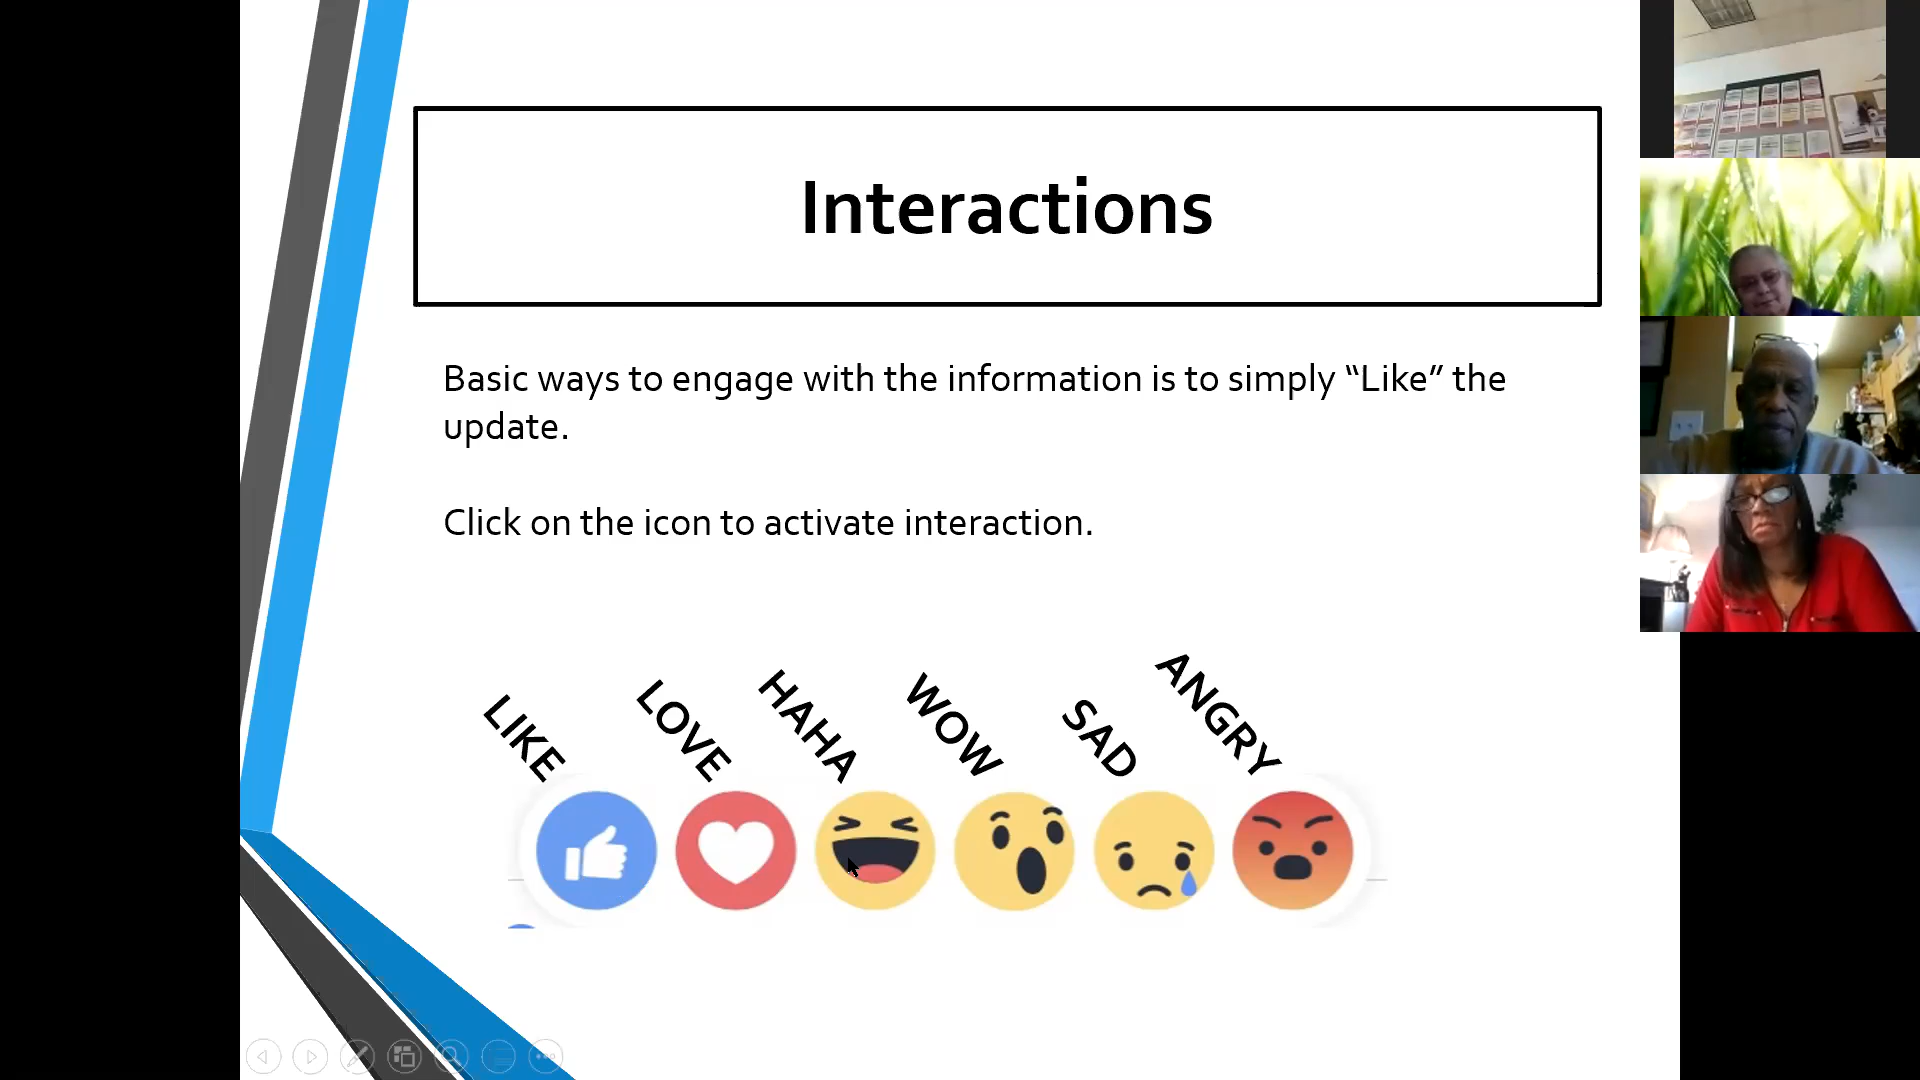 Interactions
Basic ways to engage with the information is to simply “Like” the
update.
Click on the icon to activate interaction.
LIKE
LOVE
HAHA
WOW
SAD
ANGRY